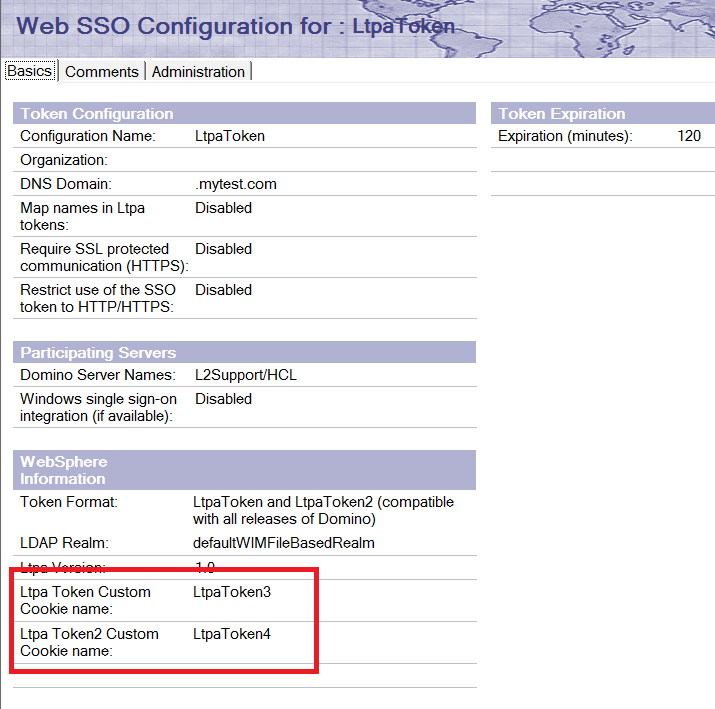 Web SSO Configuration for : LtpaToken
Basics Comments Administration
Token Configuration
Configuration Name: LtpaToken
Organization:
DNS Domain: .mytest.com
Map names in Ltpa
tokens: Disabled
Require SSL protected
communication (HTTPS): Disabled
Restrict use of the SSO
token to HTTP/HTTPS: Disabled
Token Expiration
Expiration (minutes): 120
Participating Servers
Domino Server Names: L2Support/HCL
Windows single sign-on
integration (if available): Disabled
WebSphere
Information
Token Format: LtpaToken and LtpaToken2 (compatible
with all releases of Domino)
LDAP Realm: defaultWIMFileBasedRealm
Ltpa Version: 1.0
Ltpa Token Custom
Cookie name: LtpaToken3
Ltpa Token2 Custom
Cookie name: LtpaToken4